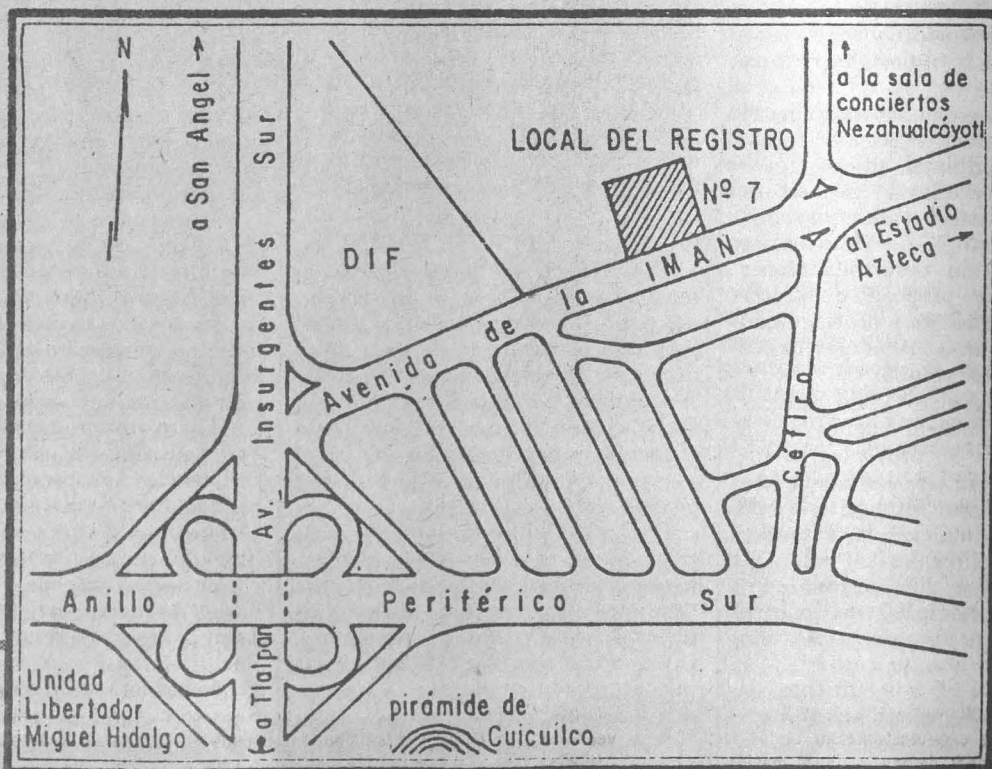 N
a San Angel
Av. Insurgentes Sur
DIF
LOCAL DEL REGISTRO
Nº 7
a la sala de
conciertos
Nezahualcóyotl
al Estadio
Azteca
Avenida de la IMAN
Cefiro
Anillo Periférico Sur
a Tlalpan
Unidad
Libertador
Miguel Hidalgo
pirámide de
Cuicuilco